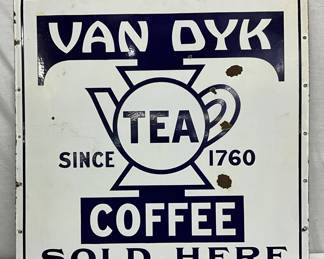 VAN DYK
TEA
SINCE 1760
COFFEE
SOLD HERE